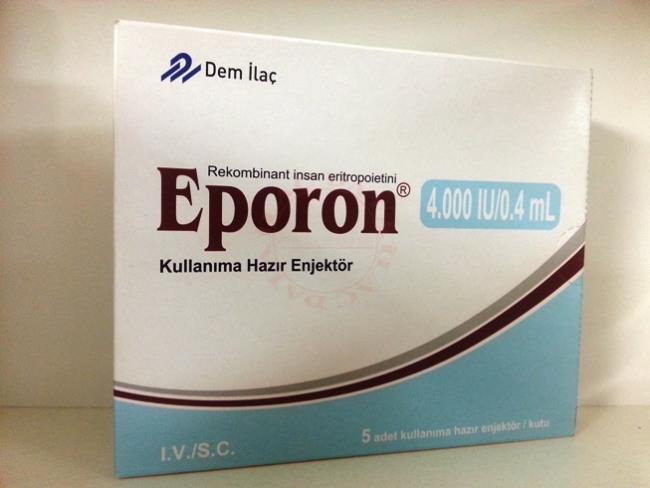 Dem İlaç
Rekombinant insan eritropoietini
Eporon®
4.000 IU/0.4 mL
Kullanıma Hazır Enjektör
I.V./S.C.
5 adet kullanıma hazır enjektör / kutu